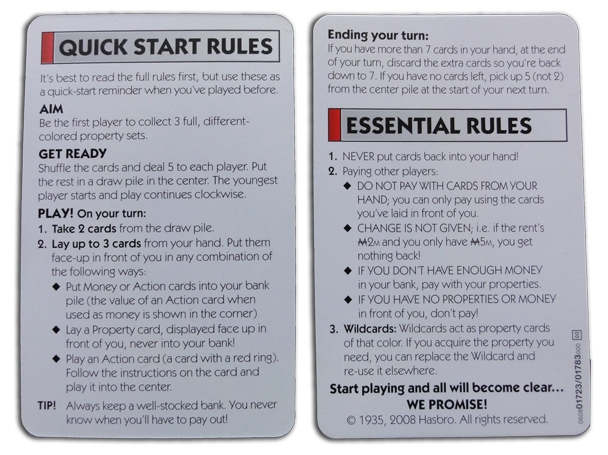 QUICK START RULES
It's best to read the full rules first, but use these as
a quick-start reminder when you've played before.
AIM
Be the first player to collect 3 full, different-
colored property sets.
GET READY
Shuffle the cards and deal 5 to each player. Put
the rest in a draw pile in the center. The youngest
player starts and play continues clockwise.
PLAY! On your turn:
1. Take 2 cards from the draw pile.
2. Lay up to 3 cards from your hand. Put them
face-up in front of you in any combination of
the following ways:
◆ Put Money or Action cards into your bank
pile (the value of an Action card when
used as money is shown in the corner)
◆ Lay a Property card, displayed face up in
front of you, never into your bank!
◆ Play an Action card (a card with a red ring).
Follow the instructions on the card and
play it into the center.
TIP! Always keep a well-stocked bank. You never
know when you'll have to pay out!
Ending your turn:
If you have more than 7 cards in your hand, at the end
of your turn, discard the extra cards so you're back
down to 7. If you have no cards left, pick up 5 (not 2)
from the center pile at the start of your next turn.
ESSENTIAL RULES
1. NEVER put cards back into your hand!
2. Paying other players:
◆ DO NOT PAY WITH CARDS FROM YOUR
HAND; you can only pay using the cards
you've laid in front of you.
◆ CHANGE IS NOT GIVEN; i.e. if the rent's
M2M and you only have M5M, you get
nothing back!
◆ IF YOU DON'T HAVE ENOUGH MONEY
in your bank, pay with your properties.
◆ IF YOU HAVE NO PROPERTIES OR MONEY
in front of you, don't pay!
3. Wildcards: Wildcards act as property cards
of that color. If you acquire the property you
need, you can replace the Wildcard and
re-use it elsewhere.
Start playing and all will become clear...
WE PROMISE!
© 1935, 2008 Hasbro. All rights reserved.
01723/01783